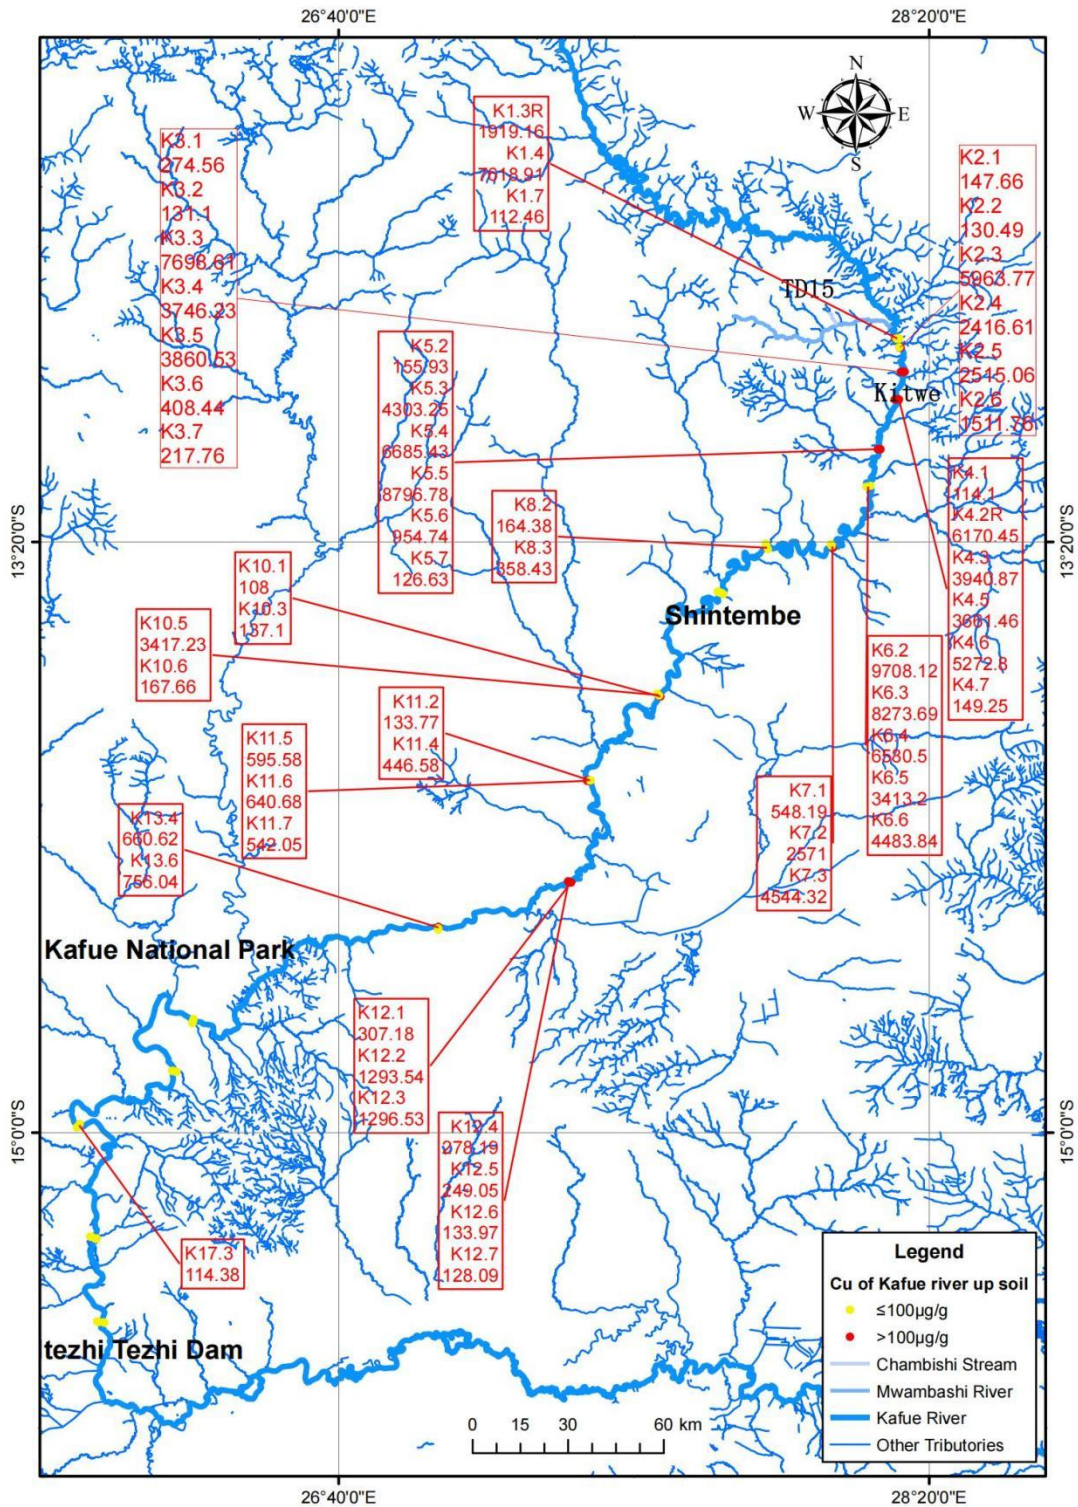 26°40'0"E
28°20'0"E
N
W
E
S
K1.3R
1919.16
K1.4
7618.91
K1.7
112.46
K3.1
274.56
K3.2
131.1
K3.3
7698.61
K3.4
3746.23
K3.5
3860.53
K3.6
408.44
K3.7
217.76
K2.1
147.66
K2.2
130.49
K2.3
5963.77
K2.4
2416.61
K2.5
2515.06
K2.6
1511.76
TD15
Kitwe
K5.2
155.93
K5.3
4303.25
K5.4
6685.43
K5.5
8796.78
K5.6
954.74
K5.7
126.63
K8.2
164.38
K8.3
358.43
K4.1
114.1
K4.2R
6170.45
K4.3
3940.87
K4.5
3661.46
K4.6
5272.8
K4.7
149.25
13°20'0"S
13°20'0"S
K10.1
108
K10.3
137.1
Shintembe
K10.5
3417.23
K10.6
167.66
K6.2
9708.12
K6.3
8273.69
K6.4
6580.5
K6.5
3413.2
K6.6
4483.84
K11.2
133.77
K11.4
446.58
K11.5
595.58
K11.6
640.68
K11.7
542.05
K7.1
548.19
K7.2
2571
K7.3
4544.32
K13.4
660.62
K13.6
756.04
Kafue National Park
K12.1
307.18
K12.2
1293.54
K12.3
1296.53
K12.4
978.19
K12.5
249.05
K12.6
133.97
K12.7
128.09
15°0'0"S
15°0'0"S
K17.3
114.38
tezhi Tezhi Dam
Legend
Cu of Kafue river up soil
≤100µg/g
>100µg/g
Chambishi Stream
Mwambashi River
Kafue River
Other Tributories
0 15 30 60 km
26°40'0"E
28°20'0"E